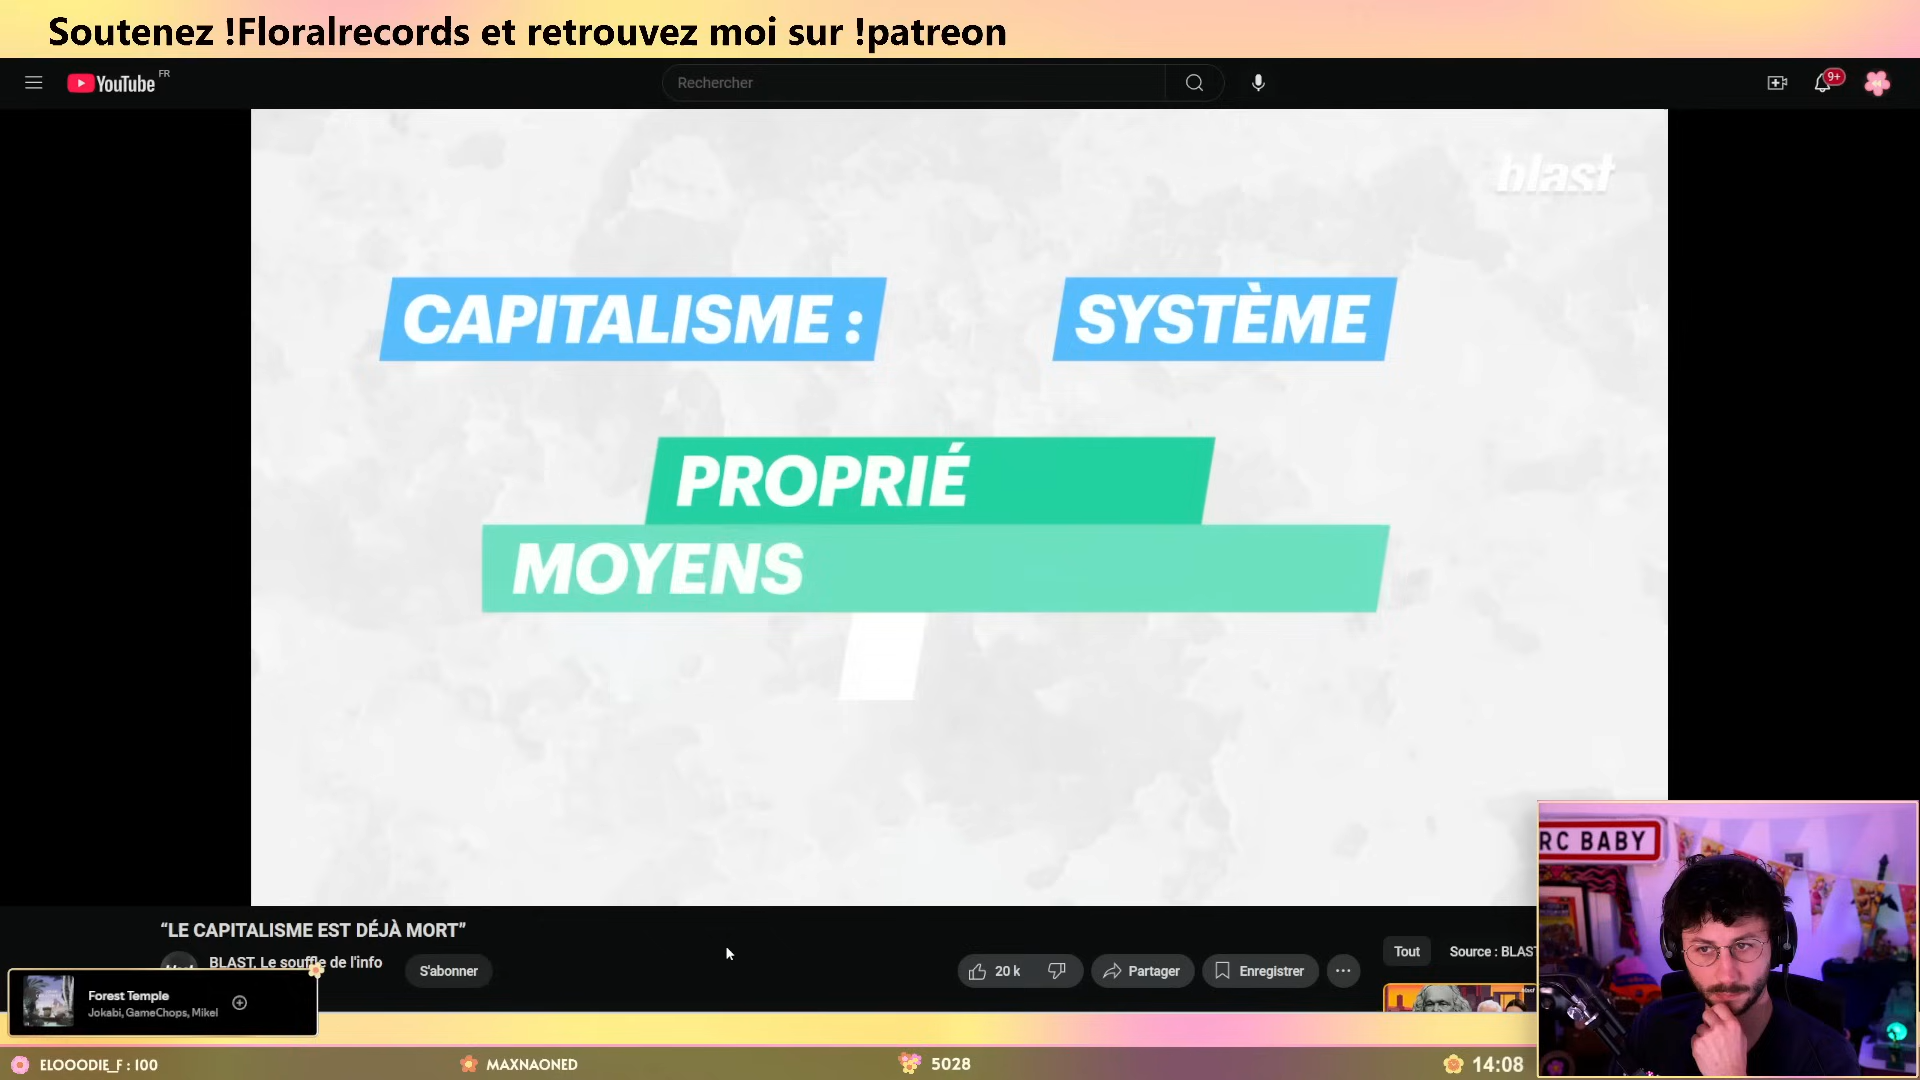 Soutenez !Floralrecords et retrouvez moi sur !patreon
YouTube FR
Rechercher
9+
blast
CAPITALISME :
SYSTÈME
PROPRIÉ
MOYENS
“LE CAPITALISME EST DÉJÀ MORT”
BLAST, Le souffle de l'info
S'abonner
20 k
Partager
Enregistrer
Tout
Source : BLAST
Forest Temple
Jokabi, GameChops, Mikel
RC BABY
ELOOODIE_F : 100
MAXNAONED
5028
14:08